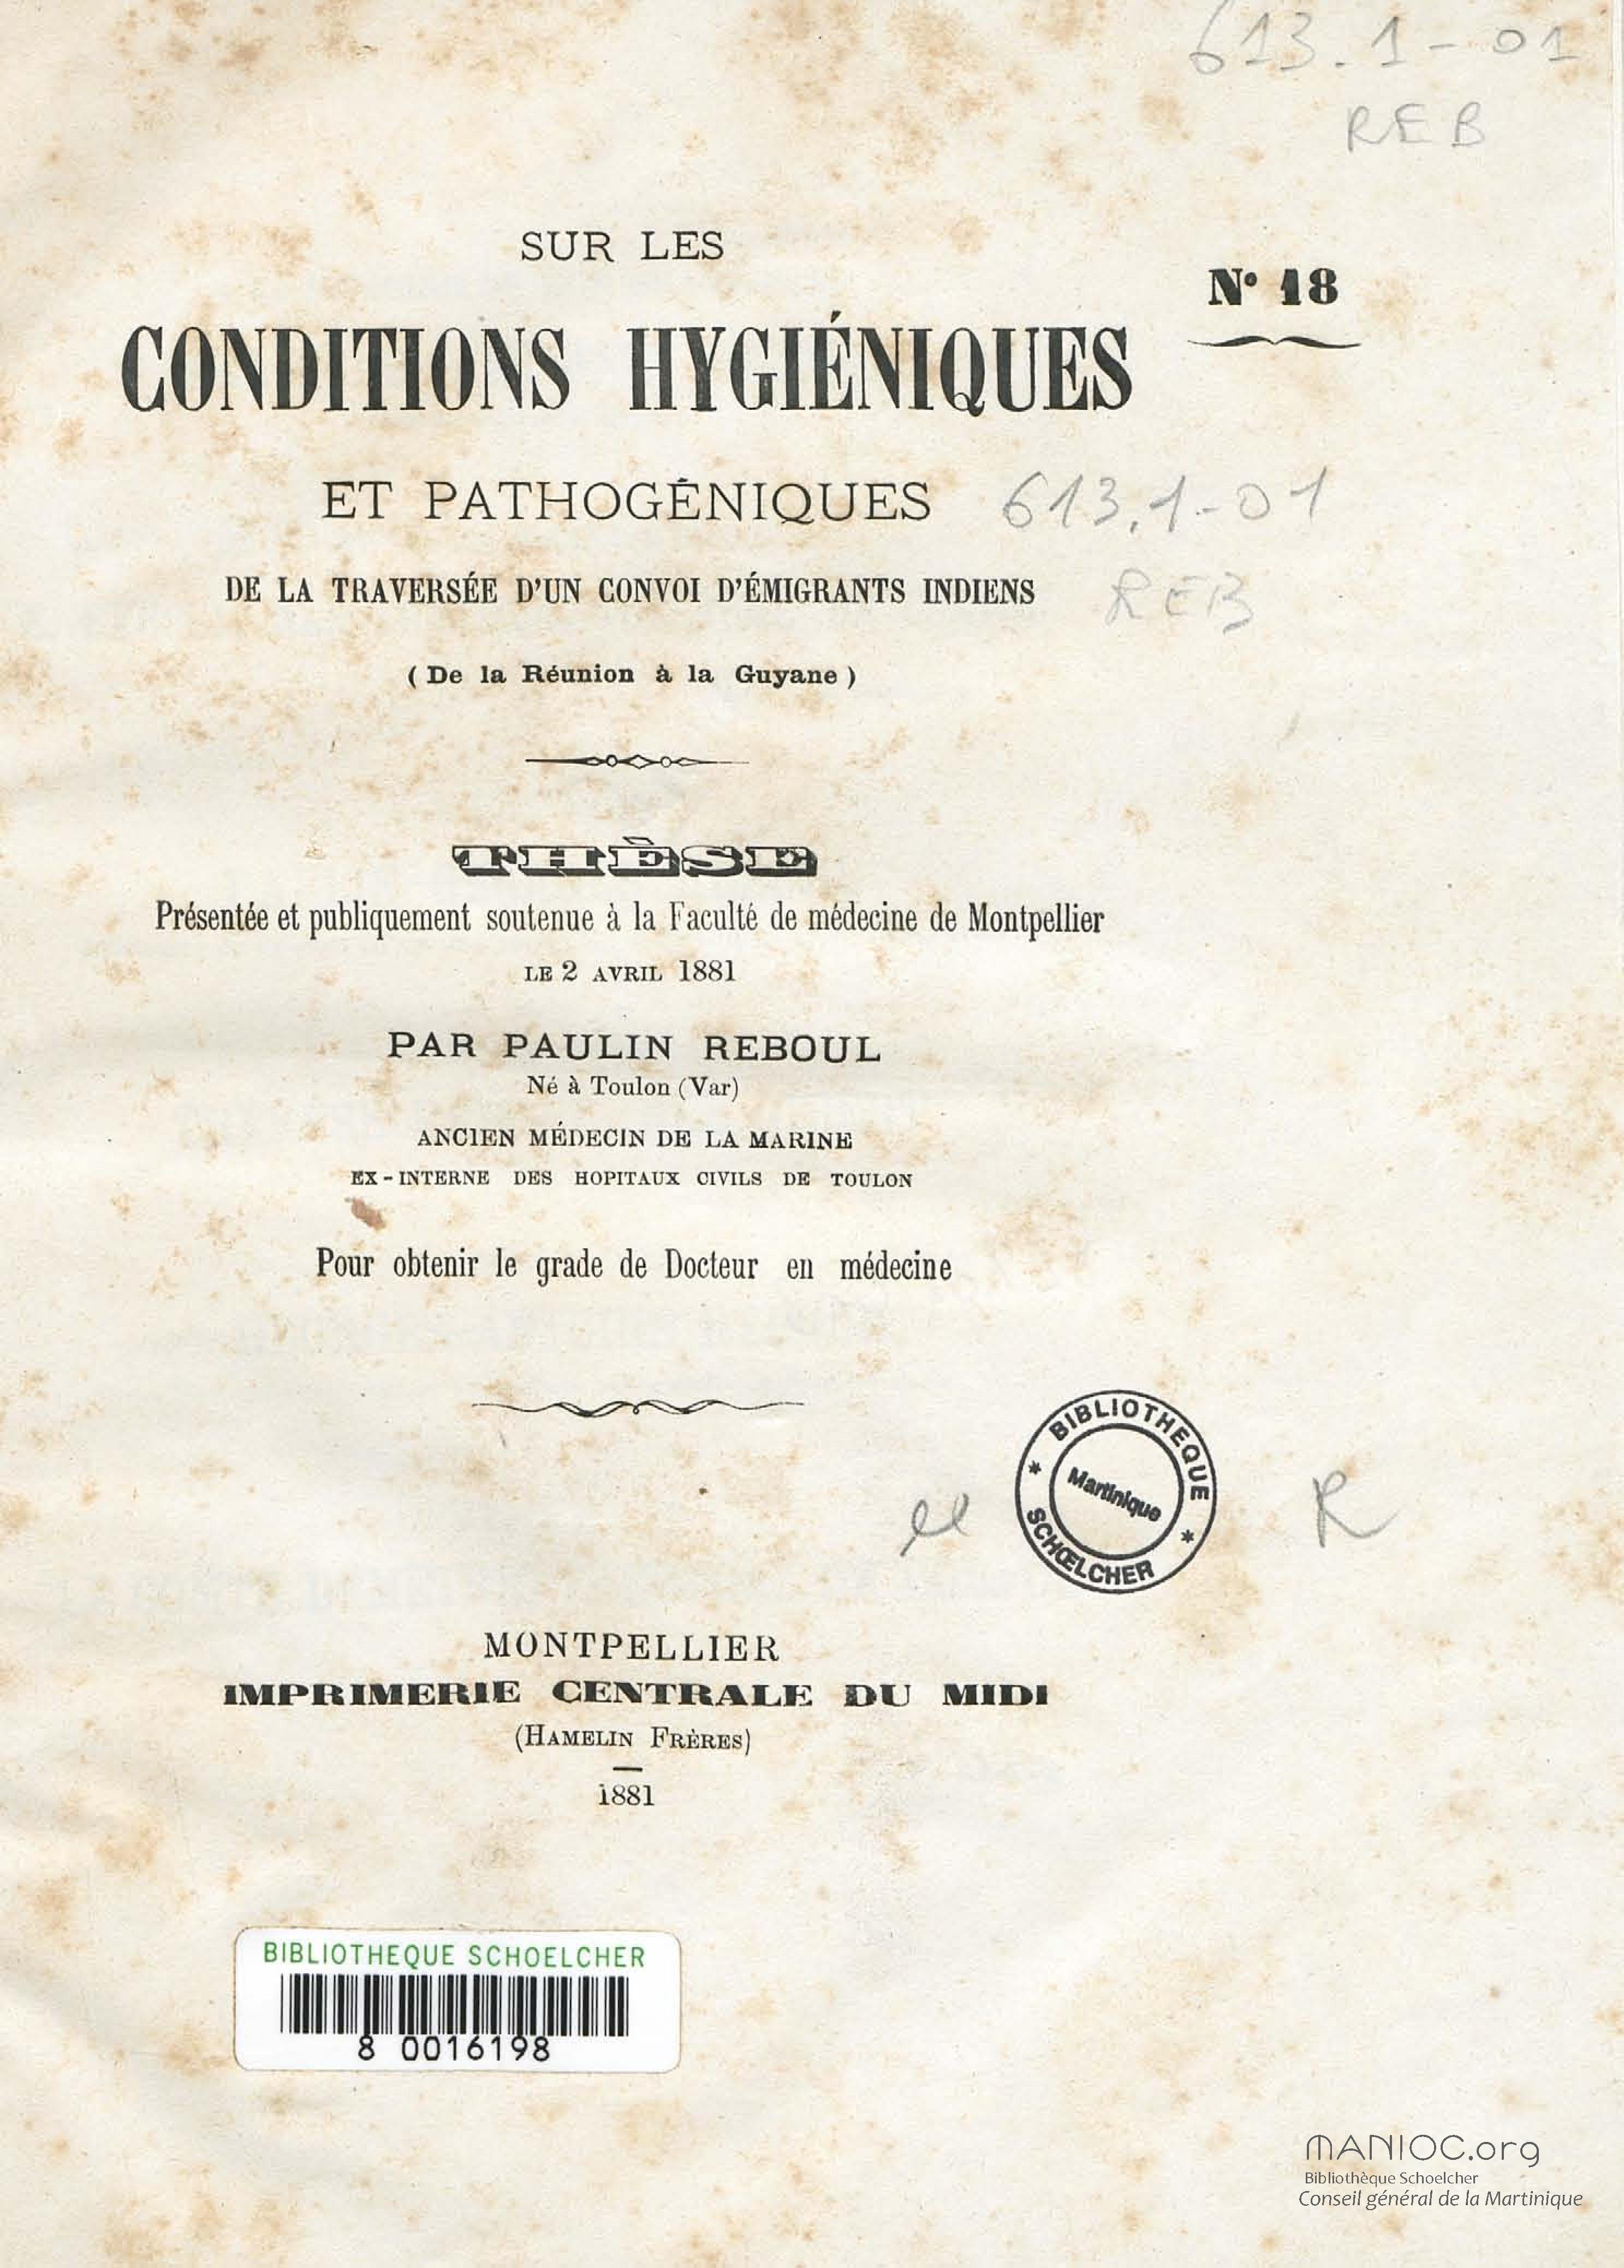 613.1-01
REB
SUR LES
N° 18
CONDITIONS HYGIÉNIQUES
ET PATHOGÉNIQUES
613.1-01
DE LA TRAVERSÉE D'UN CONVOI D'ÉMIGRANTS INDIENS
REB
( De la Réunion à la Guyane )
THÈSE
Présentée et publiquement soutenue à la Faculté de médecine de Montpellier
LE 2 AVRIL 1881
PAR PAULIN REBOUL
Né à Toulon (Var)
ANCIEN MÉDECIN DE LA MARINE
EX-INTERNE DES HOPITAUX CIVILS DE TOULON
Pour obtenir le grade de Docteur en médecine
BIBLIOTHEQUE
Martinique
SCHŒLCHER
R
MONTPELLIER
IMPRIMERIE CENTRALE DU MIDI
(HAMELIN FRÈRES)
1881
BIBLIOTHEQUE SCHOELCHER
8 0016198
MANIOC.org
Bibliothèque Schoelcher
Conseil général de la Martinique